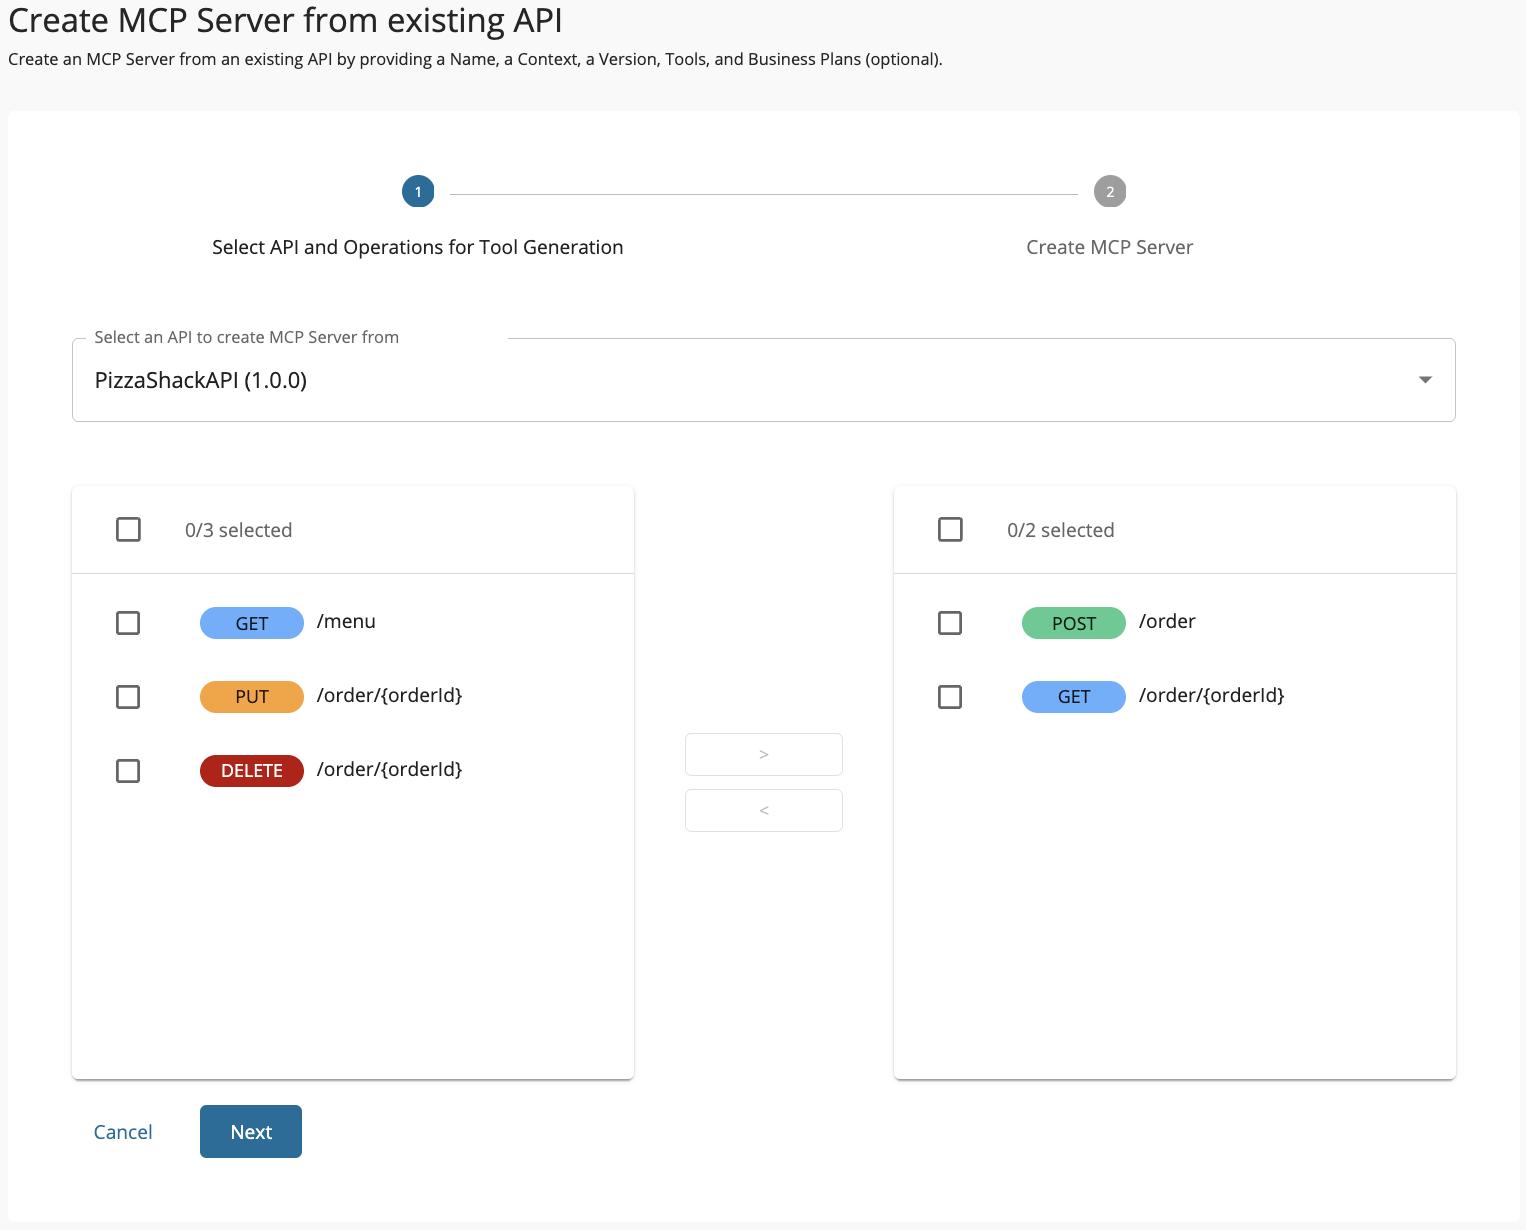 Create MCP Server from existing API
Create an MCP Server from an existing API by providing a Name, a Context, a Version, Tools, and Business Plans (optional).
1
2
Select API and Operations for Tool Generation
Create MCP Server
Select an API to create MCP Server from
PizzaShackAPI (1.0.0)
0/3 selected
GET /menu
PUT /order/{orderId}
DELETE /order/{orderId}
>
<
0/2 selected
POST /order
GET /order/{orderId}
Cancel
Next